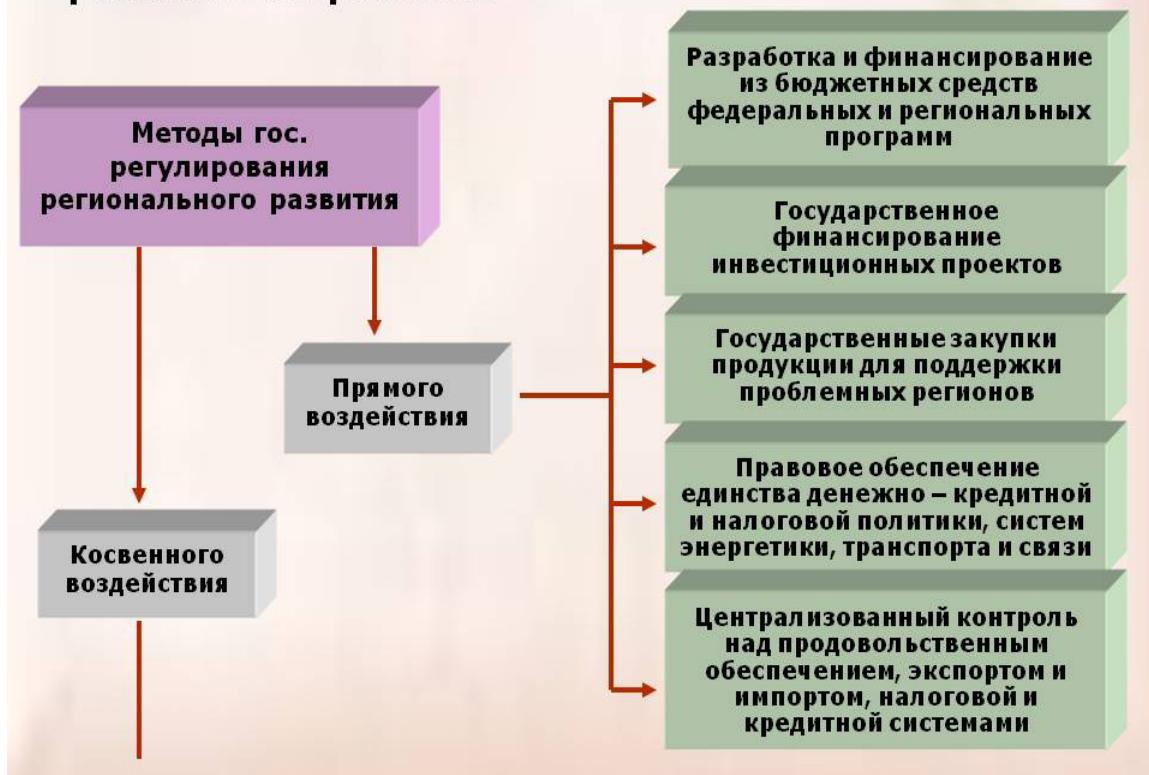 Методы гос.
регулирования
регионального развития
Прямого
воздействия
Косвенного
воздействия
Разработка и финансирование
из бюджетных средств
федеральных и региональных
программ
Государственное
финансирование
инвестиционных проектов
Государственные закупки
продукции для поддержки
проблемных регионов
Правовое обеспечение
единства денежно – кредитной
и налоговой политики, систем
энергетики, транспорта и связи
Централизованный контроль
над продовольственным
обеспечением, экспортом и
импортом, налоговой и
кредитной системами